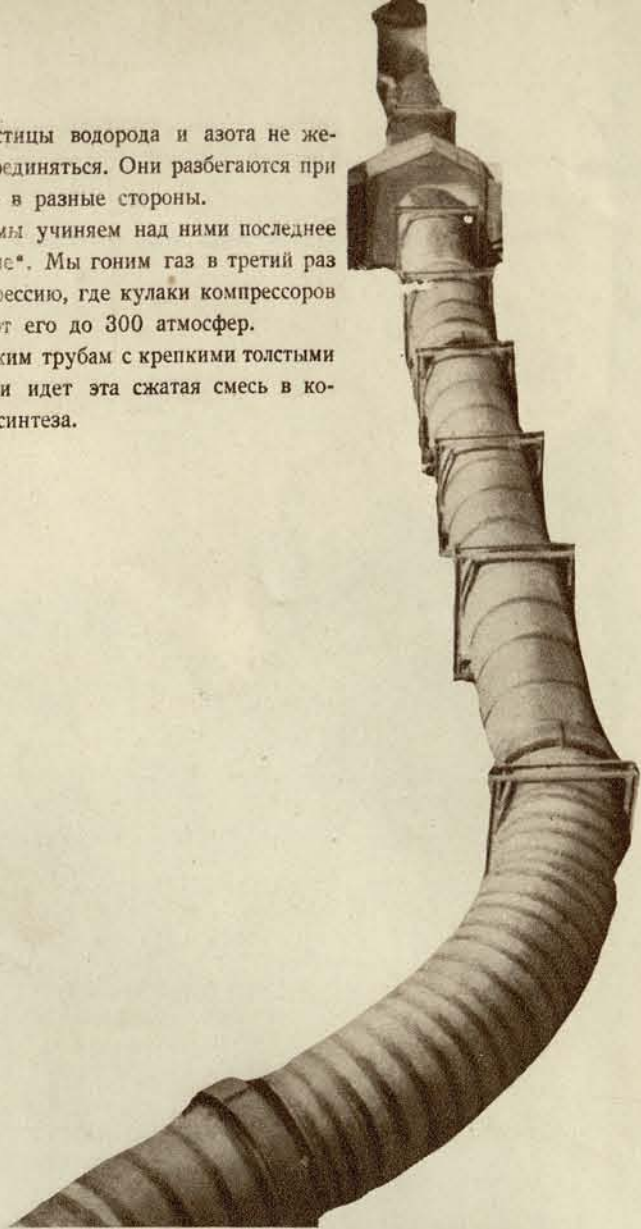 стицы водорода и азота не же-
единяться. Они разбегаются при
в разные стороны.
мы учиняем над ними последнее
ие“. Мы гоним газ в третий раз
рессию, где кулаки компрессоров
т его до 300 атмосфер.
ким трубам с крепкими толстыми
и идет эта сжатая смесь в ко-
синтеза.